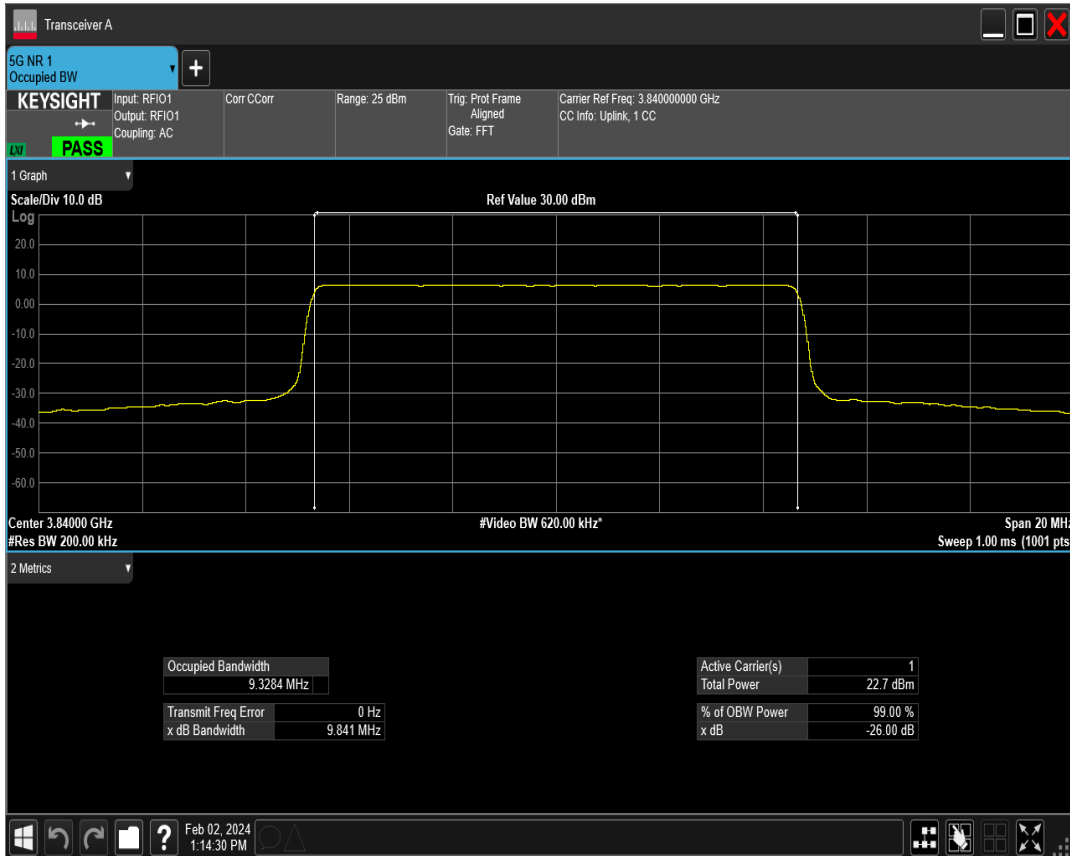 Transceiver A
5G NR 1
Occupied BW
+
KEYSIGHT
LXI
PASS
Input: RFIO1
Output: RFIO1
Coupling: AC
Corr CCorr
Range: 25 dBm
Trig: Prot Frame
Aligned
Gate: FFT
Carrier Ref Freq: 3.840000000 GHz
CC Info: Uplink, 1 CC
1 Graph
Scale/Div 10.0 dB
Ref Value 30.00 dBm
Log
20.0
10.0
0.00
-10.0
-20.0
-30.0
-40.0
-50.0
-60.0
Center 3.84000 GHz
#Video BW 620.00 kHz*
Span 20 MHz
#Res BW 200.00 kHz
Sweep 1.00 ms (1001 pts
2 Metrics
Occupied Bandwidth
9.3284 MHz
Transmit Freq Error 0 Hz
x dB Bandwidth 9.841 MHz
Active Carrier(s) 1
Total Power 22.7 dBm
% of OBW Power 99.00 %
x dB -26.00 dB
?
Feb 02, 2024
1:14:30 PM